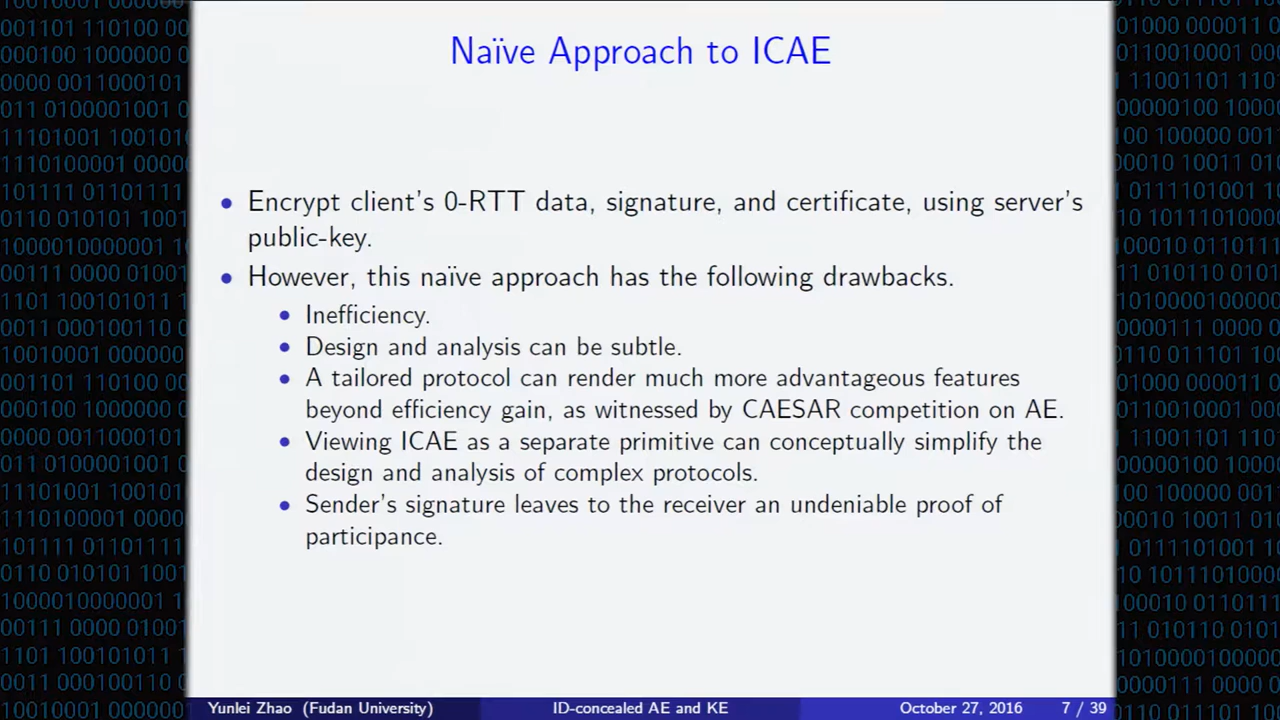 Naïve Approach to ICAE
Encrypt client's 0-RTT data, signature, and certificate, using server's
public-key.
However, this naïve approach has the following drawbacks.
Inefficiency.
Design and analysis can be subtle.
A tailored protocol can render much more advantageous features
beyond efficiency gain, as witnessed by CAESAR competition on AE.
Viewing ICAE as a separate primitive can conceptually simplify the
design and analysis of complex protocols.
Sender's signature leaves to the receiver an undeniable proof of
participance.
Yunlei Zhao (Fudan University) ID-concealed AE and KE October 27, 2016 7 / 39